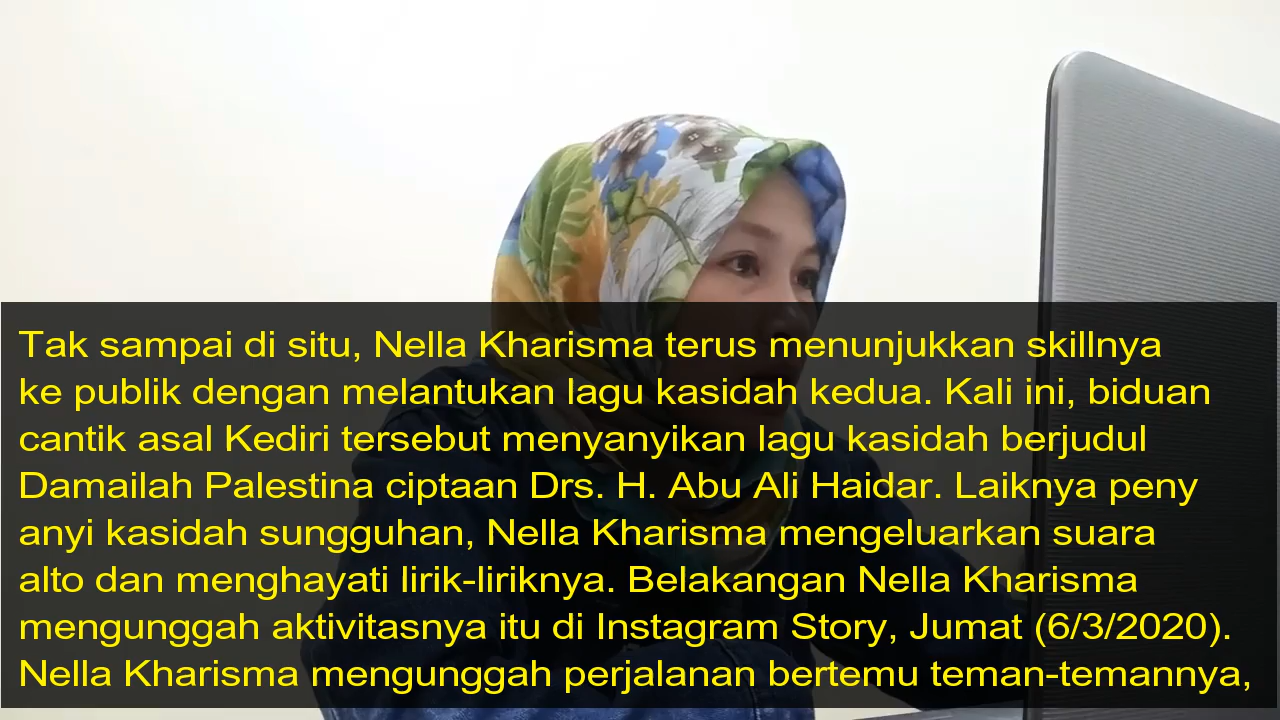 Tak sampai di situ, Nella Kharisma terus menunjukkan skillnya
ke publik dengan melantukan lagu kasidah kedua. Kali ini, biduan
cantik asal Kediri tersebut menyanyikan lagu kasidah berjudul
Damailah Palestina ciptaan Drs. H. Abu Ali Haidar. Laiknya peny
anyi kasidah sungguhan, Nella Kharisma mengeluarkan suara
alto dan menghayati lirik-liriknya. Belakangan Nella Kharisma
mengunggah aktivitasnya itu di Instagram Story, Jumat (6/3/2020).
Nella Kharisma mengunggah perjalanan bertemu teman-temannya,